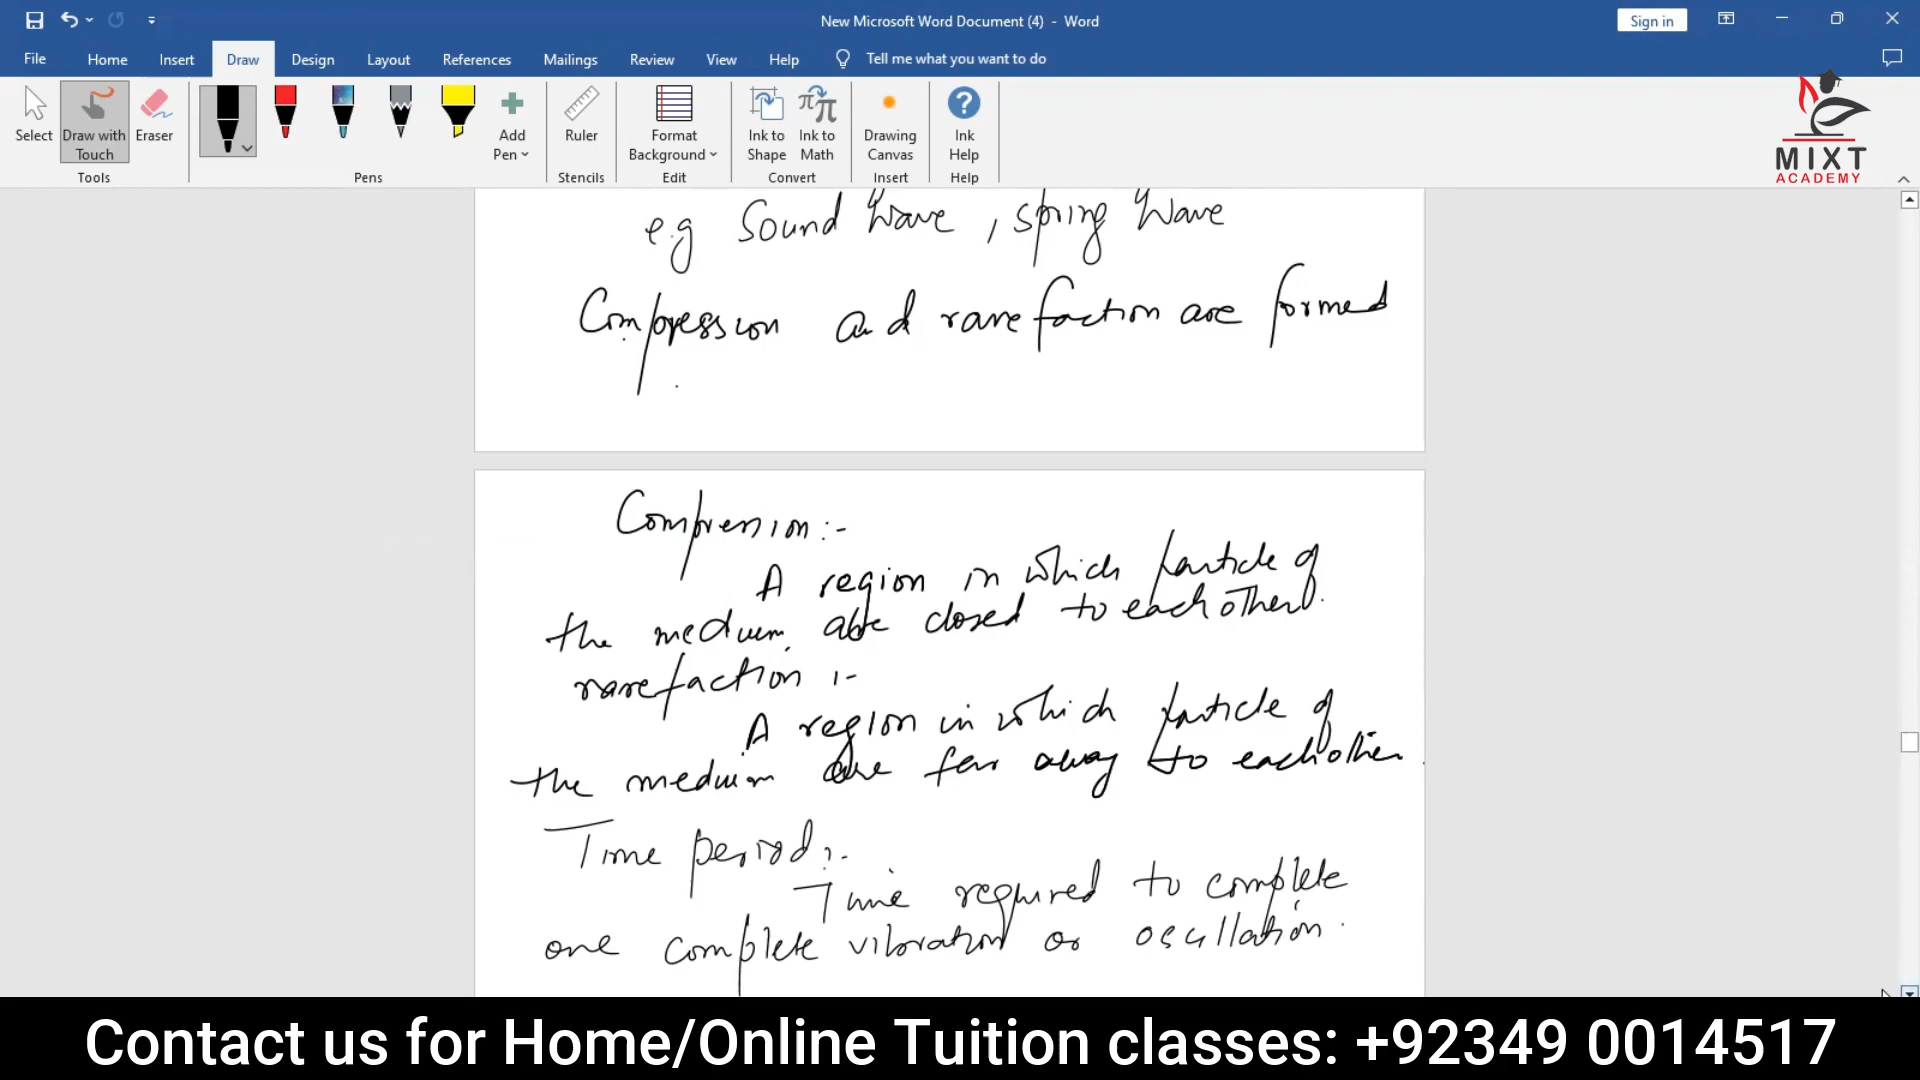 New Microsoft Word Document (4) - Word
Sign in
File Home Insert Draw Design Layout References Mailings Review View Help Tell me what you want to do
Select Draw with Touch Eraser Add Pen Ruler Format Background Ink to Shape Ink to Math Drawing Canvas Ink Help
Tools Pens Stencils Edit Convert Insert Help
MIXT
ACADEMY
e.g Sound Wave, Spring Wave
Compression and rarefaction are formed
Compression :-
A region in which particle of
the medium are closed to each other.
rarefaction :-
A region in which particle of
the medium are far away to each other.
Time period :-
Time required to complete
one complete vibration or oscillation.
Contact us for Home/Online Tuition classes: +92349 0014517